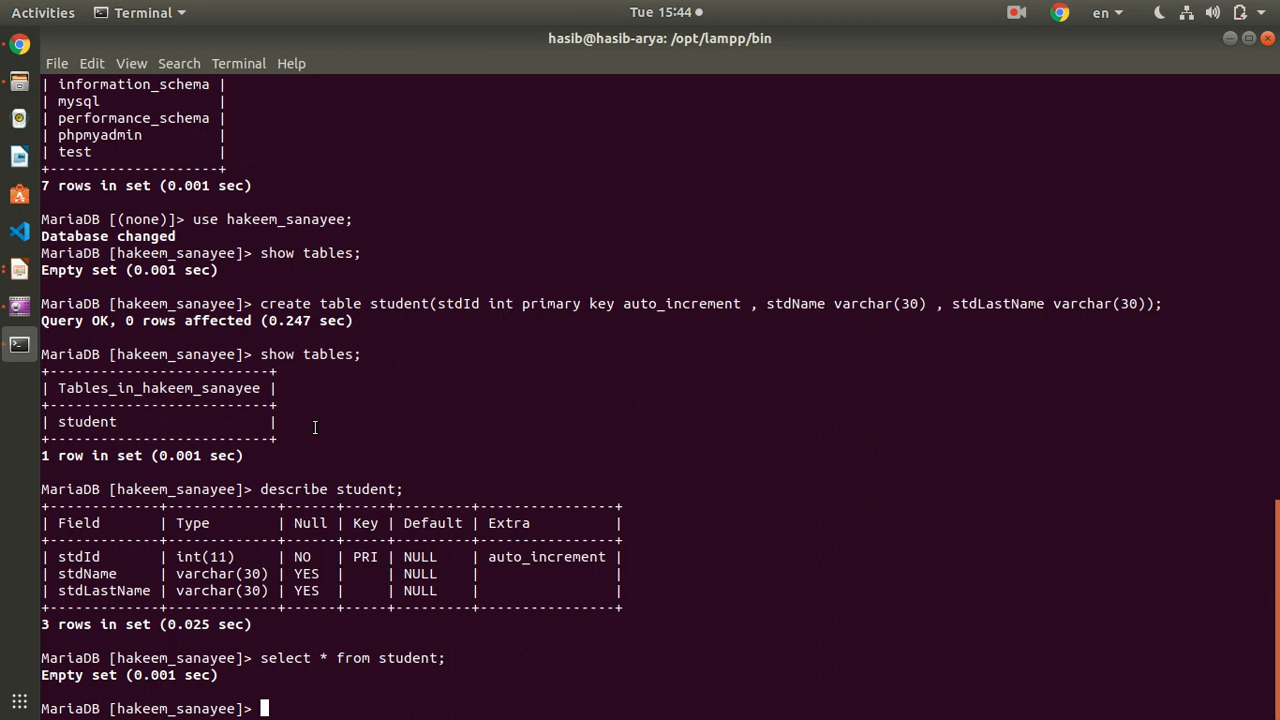 Activities Terminal Tue 15:44 en
hasib@hasib-arya: /opt/lampp/bin
File Edit View Search Terminal Help
| information_schema |
| mysql              |
| performance_schema |
| phpmyadmin         |
| test               |
+--------------------+
7 rows in set (0.001 sec)
MariaDB [(none)]> use hakeem_sanayee;
Database changed
MariaDB [hakeem_sanayee]> show tables;
Empty set (0.001 sec)
MariaDB [hakeem_sanayee]> create table student(stdId int primary key auto_increment , stdName varchar(30) , stdLastName varchar(30));
Query OK, 0 rows affected (0.247 sec)
MariaDB [hakeem_sanayee]> show tables;
+--------------------------+
| Tables_in_hakeem_sanayee |
+--------------------------+
| student                  |
+--------------------------+
1 row in set (0.001 sec)
MariaDB [hakeem_sanayee]> describe student;
+-------------+-------------+------+-----+---------+----------------+
| Field       | Type        | Null | Key | Default | Extra          |
+-------------+-------------+------+-----+---------+----------------+
| stdId       | int(11)     | NO   | PRI | NULL    | auto_increment |
| stdName     | varchar(30) | YES  |     | NULL    |                |
| stdLastName | varchar(30) | YES  |     | NULL    |                |
+-------------+-------------+------+-----+---------+----------------+
3 rows in set (0.025 sec)
MariaDB [hakeem_sanayee]> select * from student;
Empty set (0.001 sec)
MariaDB [hakeem_sanayee]>